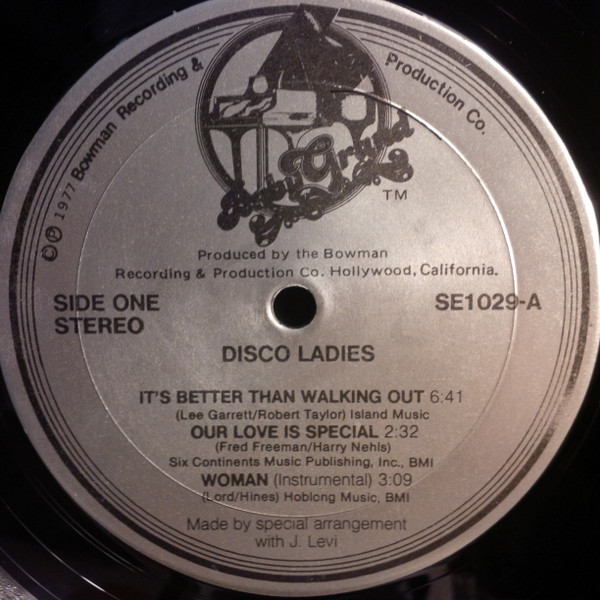 ©℗ 1977 Bowman Recording & Production Co.
Baby Grand
TM
Produced by the Bowman
Recording & Production Co. Hollywood, California.
SIDE ONE
STEREO
SE1029-A
DISCO LADIES
IT'S BETTER THAN WALKING OUT 6:41
(Lee Garrett/Robert Taylor) Island Music
OUR LOVE IS SPECIAL 2:32
(Fred Freeman/Harry Nehls)
Six Continents Music Publishing, Inc., BMI
WOMAN (Instrumental) 3:09
(Lord/Hines) Hoblong Music, BMI
Made by special arrangement
with J. Levi